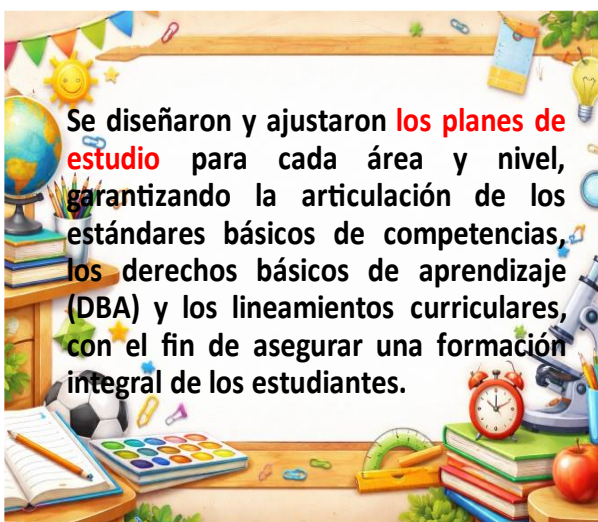 Se diseñaron y ajustaron los planes de
estudio para cada área y nivel,
garantizando la articulación de los
estándares básicos de competencias,
los derechos básicos de aprendizaje
(DBA) y los lineamientos curriculares,
con el fin de asegurar una formación
integral de los estudiantes.